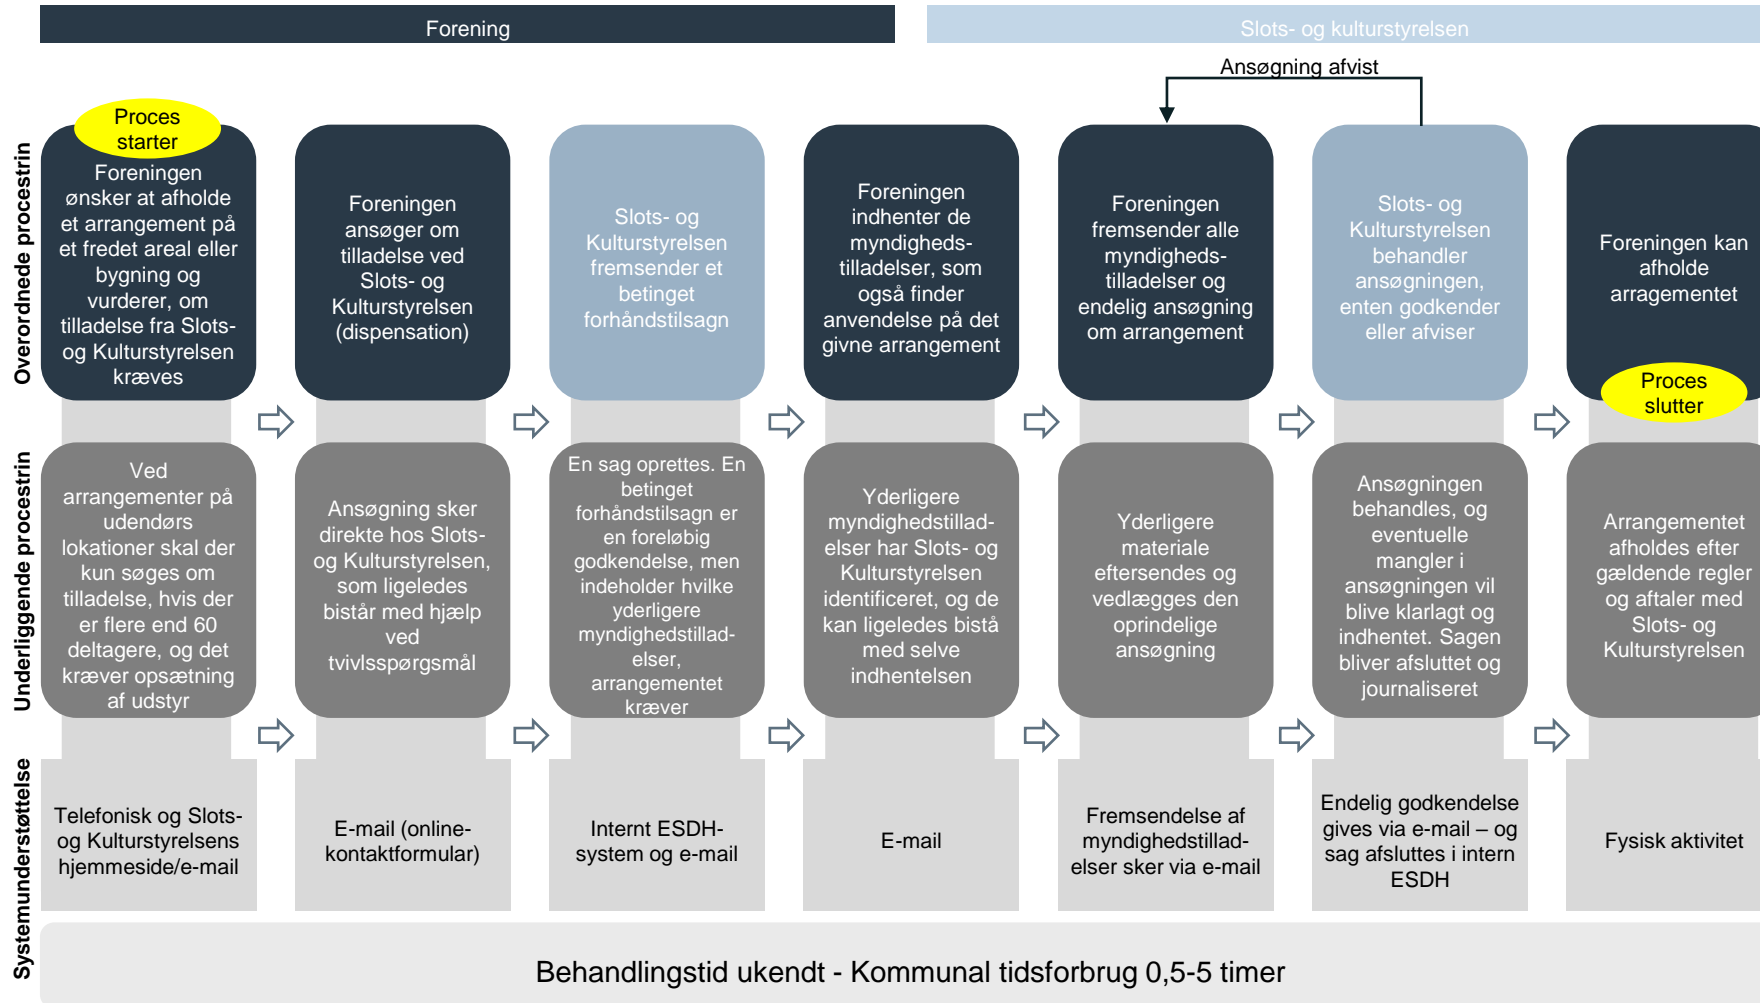 Forening
Slots- og kulturstyrelsen
Ansøgning afvist
Overordnede procestrin
Proces
starter
Foreningen
ønsker at afholde
et arrangement på
et fredet areal eller
bygning og
vurderer, om
tilladelse fra Slots-
og Kulturstyrelsen
kræves
Foreningen
ansøger om
tilladelse ved
Slots- og
Kulturstyrelsen
(dispensation)
Slots- og
Kulturstyrelsen
fremsender et
betinget
forhåndstilsagn
Foreningen
indhenter de
myndigheds-
tilladelser, som
også finder
anvendelse på det
givne arrangement
Foreningen
fremsender alle
myndigheds-
tilladelser og
endelig ansøgning
om arrangement
Slots- og
Kulturstyrelsen
behandler
ansøgningen,
enten godkender
eller afviser
Foreningen kan
afholde
arragementet
Proces
slutter
Underliggende procestrin
Ved
arrangementer på
udendørs
lokationer skal der
kun søges om
tilladelse, hvis der
er flere end 60
deltagere, og det
kræver opsætning
af udstyr
Ansøgning sker
direkte hos Slots-
og Kulturstyrelsen,
som ligeledes
bistår med hjælp
ved
tvivlsspørgsmål
En sag oprettes. En
betinget
forhåndstilsagn er
en foreløbig
godkendelse, men
indeholder hvilke
yderligere
myndighedstillad-
elser,
arrangementet
kræver
Yderligere
myndighedstillad-
elser har Slots- og
Kulturstyrelsen
identificeret, og de
kan ligeledes bistå
med selve
indhentelsen
Yderligere
materiale
eftersendes og
vedlægges den
oprindelige
ansøgning
Ansøgningen
behandles, og
eventuelle
mangler i
ansøgningen vil
blive klarlagt og
indhentet. Sagen
bliver afsluttet og
journaliseret
Arrangementet
afholdes efter
gældende regler
og aftaler med
Slots- og
Kulturstyrelsen
Systemunderstøttelse
Telefonisk og Slots-
og Kulturstyrelsens
hjemmeside/e-mail
E-mail (online-
kontaktformular)
Internt ESDH-
system og e-mail
E-mail
Fremsendelse af
myndighedstillad-
elser sker via e-mail
Endelig godkendelse
gives via e-mail – og
sag afsluttes i intern
ESDH
Fysisk aktivitet
Behandlingstid ukendt - Kommunal tidsforbrug 0,5-5 timer